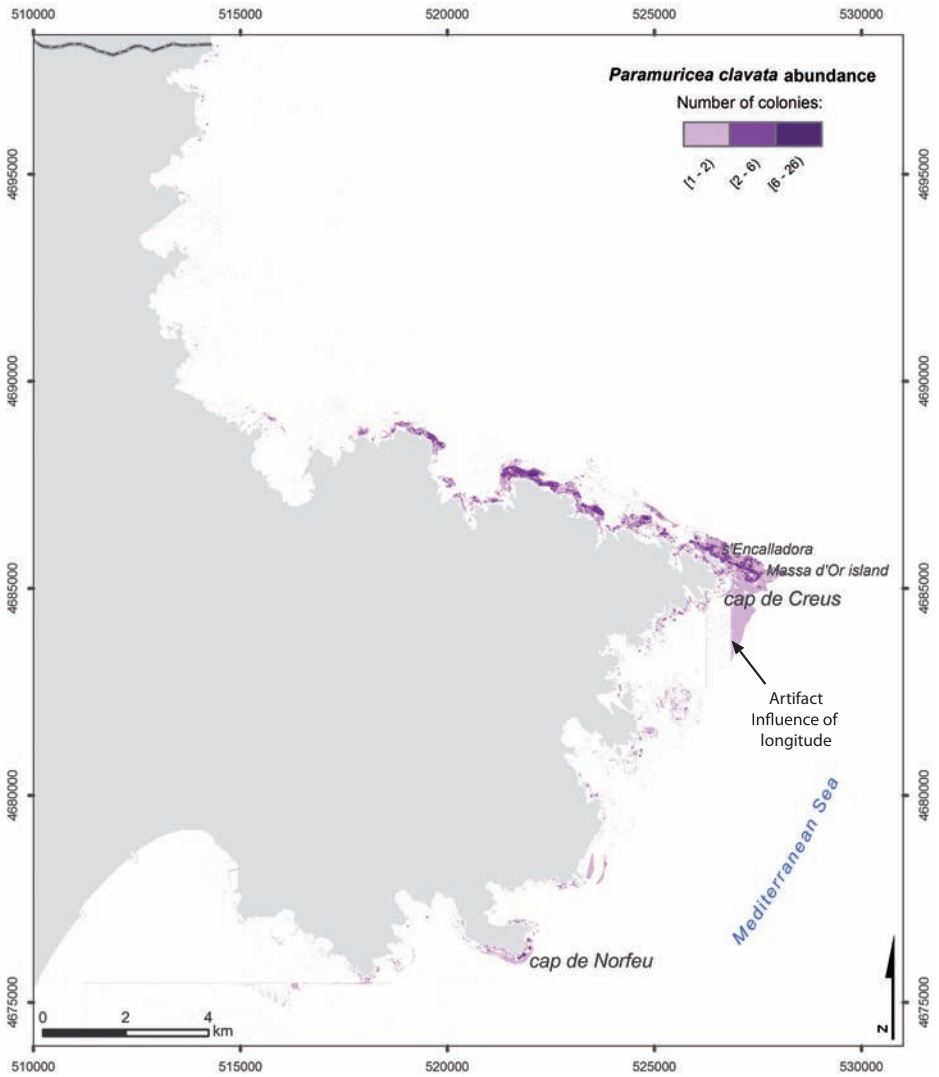 510000 515000 520000 525000 530000
Paramuricea clavata abundance
Number of colonies:
[1 - 2) [2 - 6) [6 - 26)
4695000 4695000
4690000 4690000
s'Encalladora
Massa d'Or island
4685000 4685000
cap de Creus
Artifact
Influence of
longitude
4680000 4680000
Mediterranean Sea
cap de Norfeu
4675000 4675000
0 2 4
km
N
510000 515000 520000 525000 530000